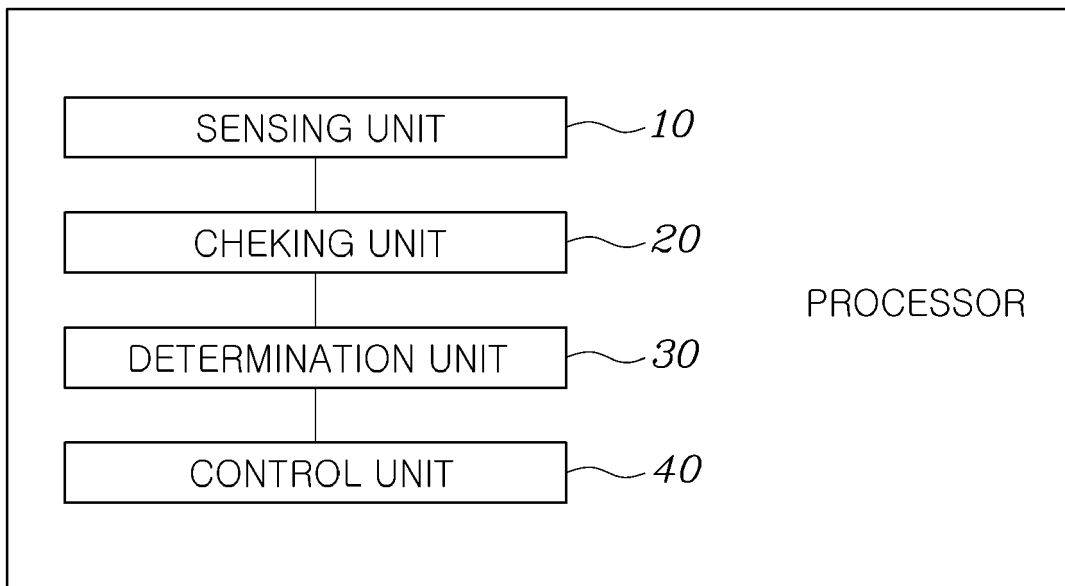 SENSING UNIT 10
CHEKING UNIT 20
PROCESSOR
DETERMINATION UNIT 30
CONTROL UNIT 40